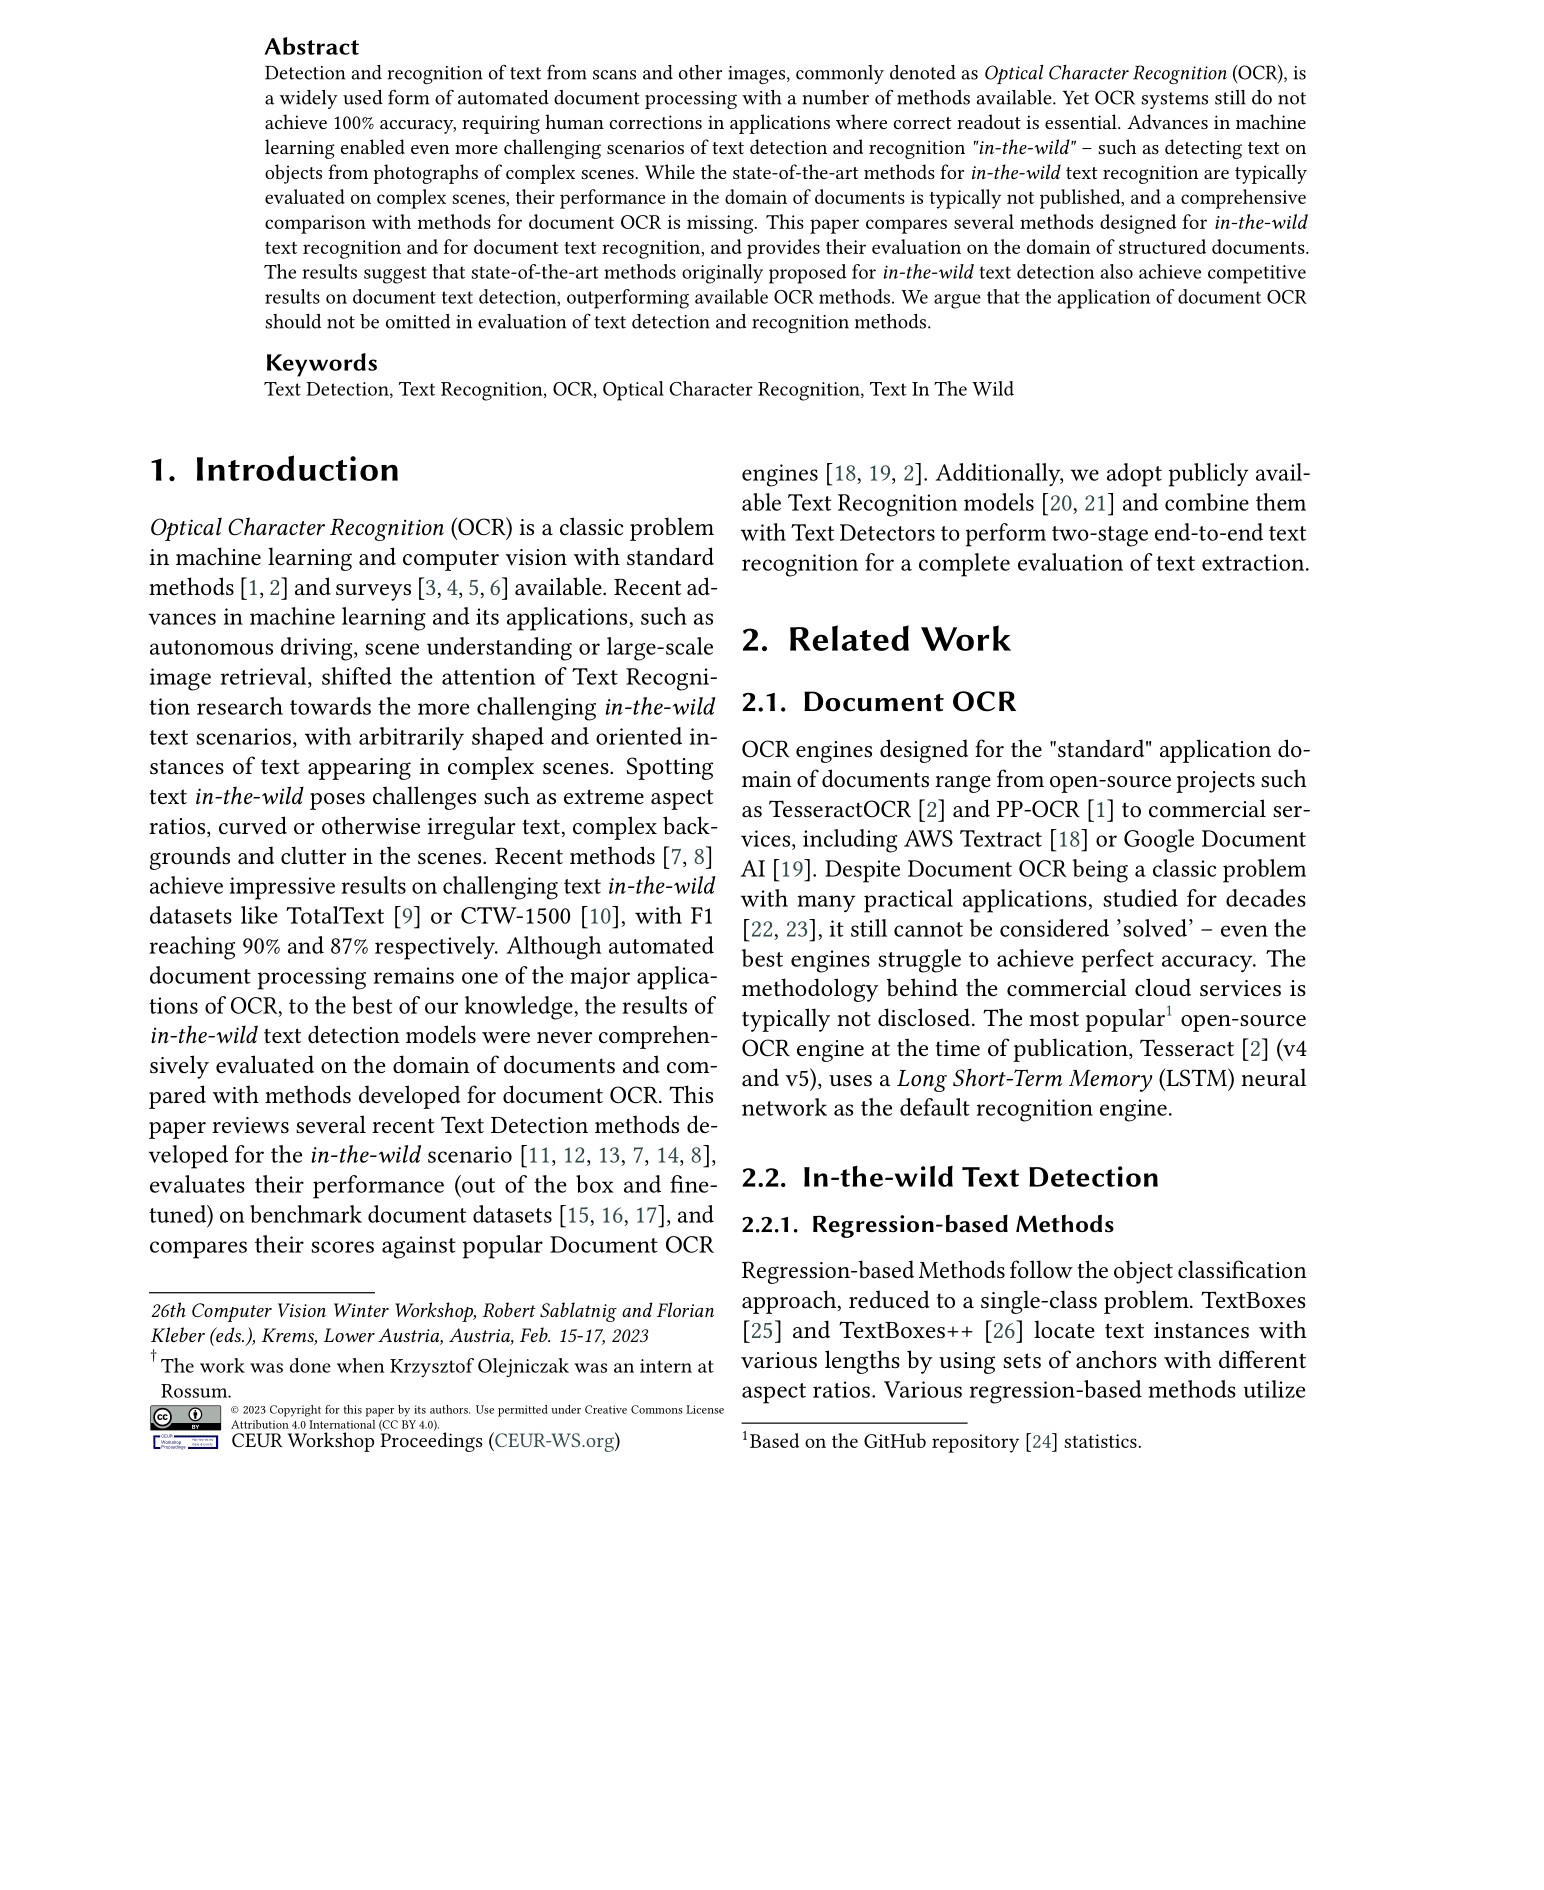 Abstract
Detection and recognition of text from scans and other images, commonly denoted as Optical Character Recognition (OCR), is
a widely used form of automated document processing with a number of methods available. Yet OCR systems still do not
achieve 100% accuracy, requiring human corrections in applications where correct readout is essential. Advances in machine
learning enabled even more challenging scenarios of text detection and recognition "in-the-wild" – such as detecting text on
objects from photographs of complex scenes. While the state-of-the-art methods for in-the-wild text recognition are typically
evaluated on complex scenes, their performance in the domain of documents is typically not published, and a comprehensive
comparison with methods for document OCR is missing. This paper compares several methods designed for in-the-wild
text recognition and for document text recognition, and provides their evaluation on the domain of structured documents.
The results suggest that state-of-the-art methods originally proposed for in-the-wild text detection also achieve competitive
results on document text detection, outperforming available OCR methods. We argue that the application of document OCR
should not be omitted in evaluation of text detection and recognition methods.
Keywords
Text Detection, Text Recognition, OCR, Optical Character Recognition, Text In The Wild
1. Introduction
Optical Character Recognition (OCR) is a classic problem
in machine learning and computer vision with standard
methods [1, 2] and surveys [3, 4, 5, 6] available. Recent ad-
vances in machine learning and its applications, such as
autonomous driving, scene understanding or large-scale
image retrieval, shifted the attention of Text Recogni-
tion research towards the more challenging in-the-wild
text scenarios, with arbitrarily shaped and oriented in-
stances of text appearing in complex scenes. Spotting
text in-the-wild poses challenges such as extreme aspect
ratios, curved or otherwise irregular text, complex back-
grounds and clutter in the scenes. Recent methods [7, 8]
achieve impressive results on challenging text in-the-wild
datasets like TotalText [9] or CTW-1500 [10], with F1
reaching 90% and 87% respectively. Although automated
document processing remains one of the major applica-
tions of OCR, to the best of our knowledge, the results of
in-the-wild text detection models were never comprehen-
sively evaluated on the domain of documents and com-
pared with methods developed for document OCR. This
paper reviews several recent Text Detection methods de-
veloped for the in-the-wild scenario [11, 12, 13, 7, 14, 8],
evaluates their performance (out of the box and fine-
tuned) on benchmark document datasets [15, 16, 17], and
compares their scores against popular Document OCR
26th Computer Vision Winter Workshop, Robert Sablatnig and Florian
Kleber (eds.), Krems, Lower Austria, Austria, Feb. 15-17, 2023
† The work was done when Krzysztof Olejniczak was an intern at
Rossum.
© 2023 Copyright for this paper by its authors. Use permitted under Creative Commons License
Attribution 4.0 International (CC BY 4.0).
CEUR Workshop Proceedings (CEUR-WS.org)
engines [18, 19, 2]. Additionally, we adopt publicly avail-
able Text Recognition models [20, 21] and combine them
with Text Detectors to perform two-stage end-to-end text
recognition for a complete evaluation of text extraction.
2. Related Work
2.1. Document OCR
OCR engines designed for the "standard" application do-
main of documents range from open-source projects such
as TesseractOCR [2] and PP-OCR [1] to commercial ser-
vices, including AWS Textract [18] or Google Document
AI [19]. Despite Document OCR being a classic problem
with many practical applications, studied for decades
[22, 23], it still cannot be considered ’solved’ – even the
best engines struggle to achieve perfect accuracy. The
methodology behind the commercial cloud services is
typically not disclosed. The most popular1 open-source
OCR engine at the time of publication, Tesseract [2] (v4
and v5), uses a Long Short-Term Memory (LSTM) neural
network as the default recognition engine.
2.2. In-the-wild Text Detection
2.2.1. Regression-based Methods
Regression-based Methods follow the object classification
approach, reduced to a single-class problem. TextBoxes
[25] and TextBoxes++ [26] locate text instances with
various lengths by using sets of anchors with different
aspect ratios. Various regression-based methods utilize
1Based on the GitHub repository [24] statistics.